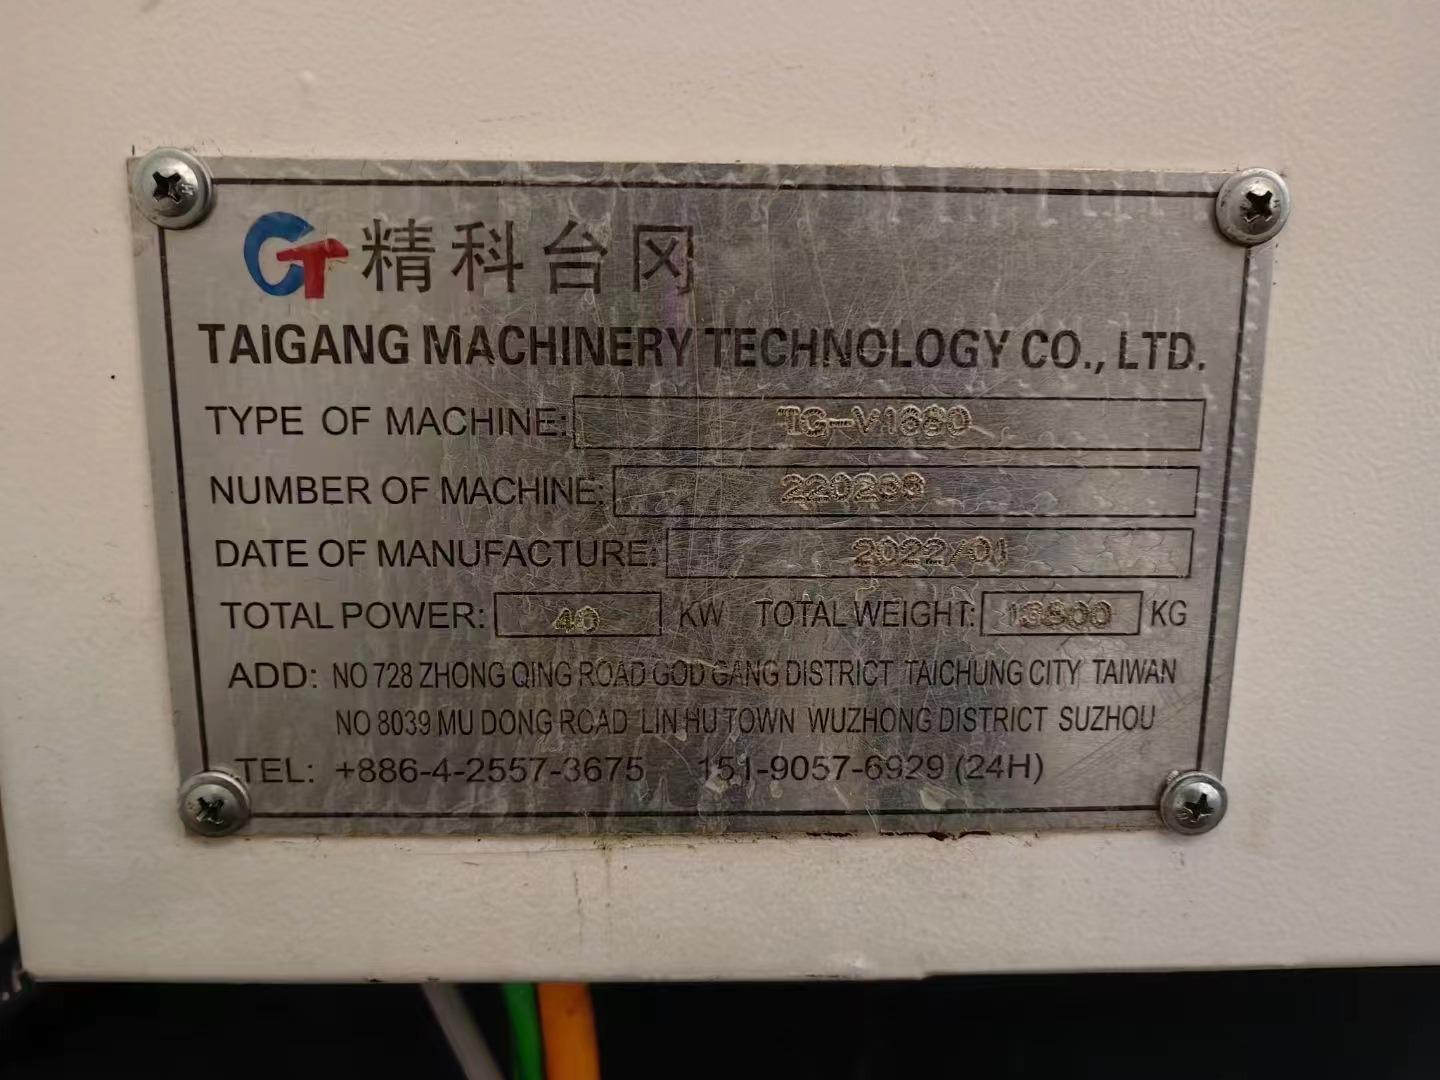 GT 精科台冈
TAIGANG MACHINERY TECHNOLOGY CO., LTD.
TYPE OF MACHINE: TG-V1680
NUMBER OF MACHINE:
DATE OF MANUFACTURE: 2022/01
TOTAL POWER: 40 KW TOTAL WEIGHT: 13800 KG
ADD: NO 728 ZHONG QING ROAD GOD GANG DISTRICT TAICHUNG CITY TAIWAN
NO 8039 MU DONG ROAD LIN HU TOWN WUZHONG DISTRICT SUZHOU
TEL: +886-4-2557-3675 151-9057-6929 (24H)